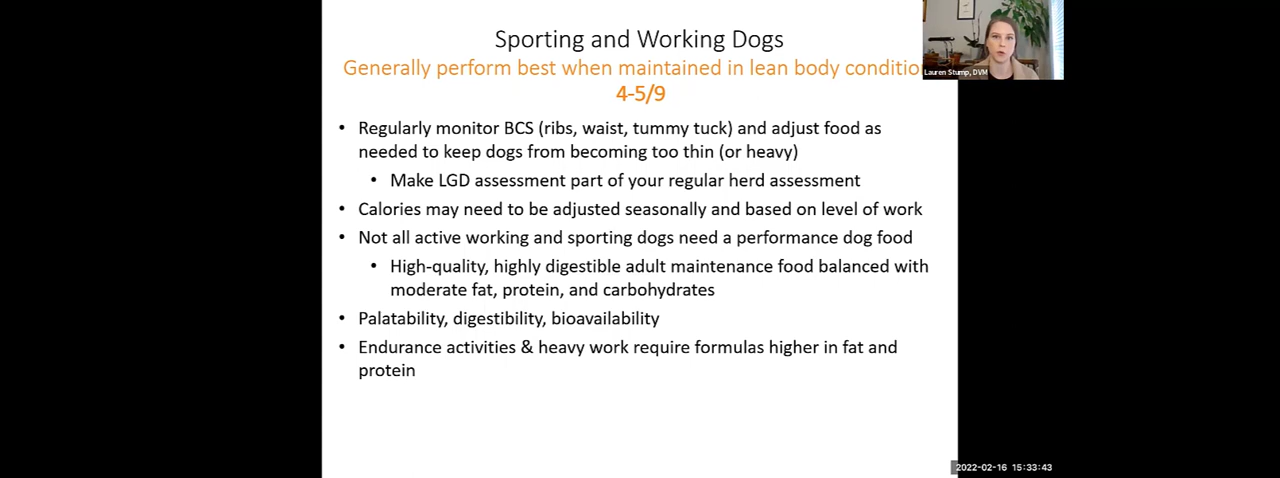 Sporting and Working Dogs
Generally perform best when maintained in lean body conditio
4-5/9
• Regularly monitor BCS (ribs, waist, tummy tuck) and adjust food as
needed to keep dogs from becoming too thin (or heavy)
• Make LGD assessment part of your regular herd assessment
• Calories may need to be adjusted seasonally and based on level of work
• Not all active working and sporting dogs need a performance dog food
• High-quality, highly digestible adult maintenance food balanced with
moderate fat, protein, and carbohydrates
• Palatability, digestibility, bioavailability
• Endurance activities & heavy work require formulas higher in fat and
protein
Lauren Stump, DVM
2022-02-16 15:33:43